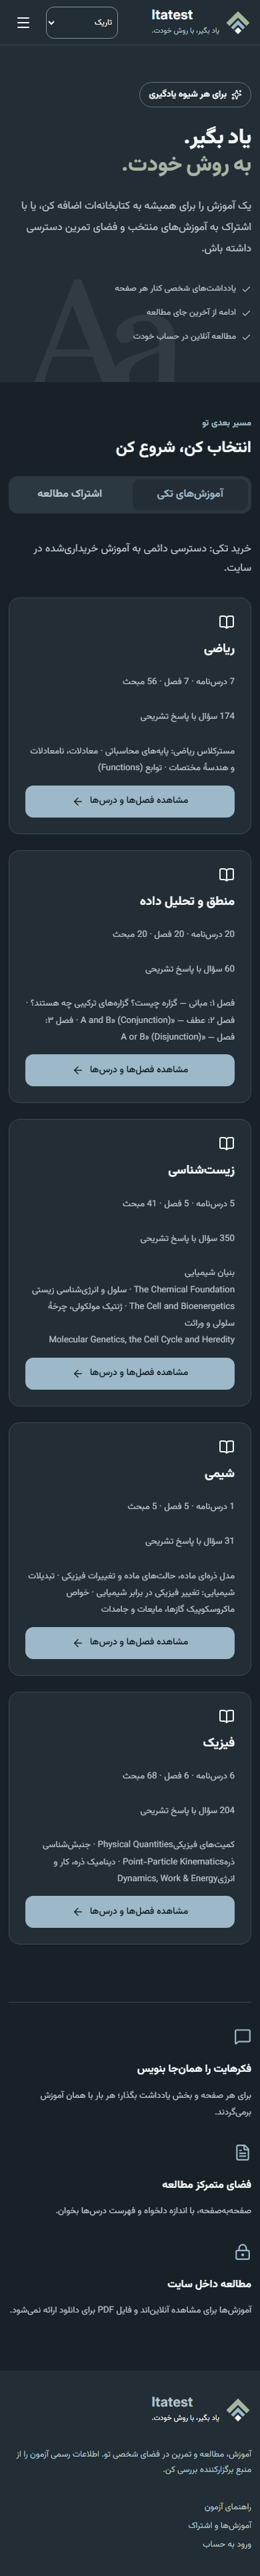 Itatest
یاد بگیر، با روش خودت.
تاریک
برای هر شیوه یادگیری
یاد بگیر.
به روش خودت.
یک آموزش را برای همیشه به کتابخانه‌ات اضافه کن، یا با
اشتراک به آموزش‌های منتخب و فضای تمرین دسترسی
داشته باش.
یادداشت‌های شخصی کنار هر صفحه
ادامه از آخرین جای مطالعه
مطالعه آنلاین در حساب خودت
Aa
مسیر بعدی تو
انتخاب کن، شروع کن
آموزش‌های تکی
اشتراک مطالعه
خرید تکی: دسترسی دائمی به آموزش خریداری‌شده در
سایت.
ریاضی
7 درس‌نامه · 7 فصل · 56 مبحث
174 سؤال با پاسخ تشریحی
مسترکلاس ریاضی: پایه‌های محاسباتی · معادلات، نامعادلات
و هندسهٔ مختصات · توابع (Functions)
مشاهده فصل‌ها و درس‌ها
منطق و تحلیل داده
20 درس‌نامه · 20 فصل · 20 مبحث
60 سؤال با پاسخ تشریحی
فصل ۱: مبانی — گزاره چیست؟ گزاره‌های ترکیبی چه هستند؟ ·
فصل ۲: عطف — «A and B» (Conjunction) · فصل ۳:
فصل — «A or B» (Disjunction)
مشاهده فصل‌ها و درس‌ها
زیست‌شناسی
5 درس‌نامه · 5 فصل · 41 مبحث
350 سؤال با پاسخ تشریحی
بنیان شیمیایی
The Chemical Foundation · سلول و انرژی‌شناسی زیستی
The Cell and Bioenergetics · ژنتیک مولکولی، چرخهٔ
سلولی و وراثت
Molecular Genetics, the Cell Cycle and Heredity
مشاهده فصل‌ها و درس‌ها
شیمی
1 درس‌نامه · 5 فصل · 5 مبحث
31 سؤال با پاسخ تشریحی
مدل ذره‌ای ماده، حالت‌های ماده و تغییرات فیزیکی · تبدیلات
شیمیایی: تغییر فیزیکی در برابر شیمیایی · خواص
ماکروسکوپیک گازها، مایعات و جامدات
مشاهده فصل‌ها و درس‌ها
فیزیک
6 درس‌نامه · 6 فصل · 68 مبحث
204 سؤال با پاسخ تشریحی
کمیت‌های فیزیکیPhysical Quantities · جنبش‌شناسی
ذرهPoint-Particle Kinematics · دینامیک ذره، کار و
انرژیDynamics, Work & Energy
مشاهده فصل‌ها و درس‌ها
فکرهایت را همان‌جا بنویس
برای هر صفحه و بخش یادداشت بگذار؛ هر بار با همان آموزش
برمی‌گردند.
فضای متمرکز مطالعه
صفحه‌به‌صفحه، با اندازه دلخواه و فهرست درس‌ها بخوان.
مطالعه داخل سایت
آموزش‌ها برای مشاهده آنلاین‌اند و فایل PDF برای دانلود ارائه نمی‌شود.
Itatest
یاد بگیر، با روش خودت.
آموزش، مطالعه و تمرین در فضای شخصی تو. اطلاعات رسمی آزمون را از
منبع برگزارکننده بررسی کن.
راهنمای آزمون
آموزش‌ها و اشتراک
ورود به حساب